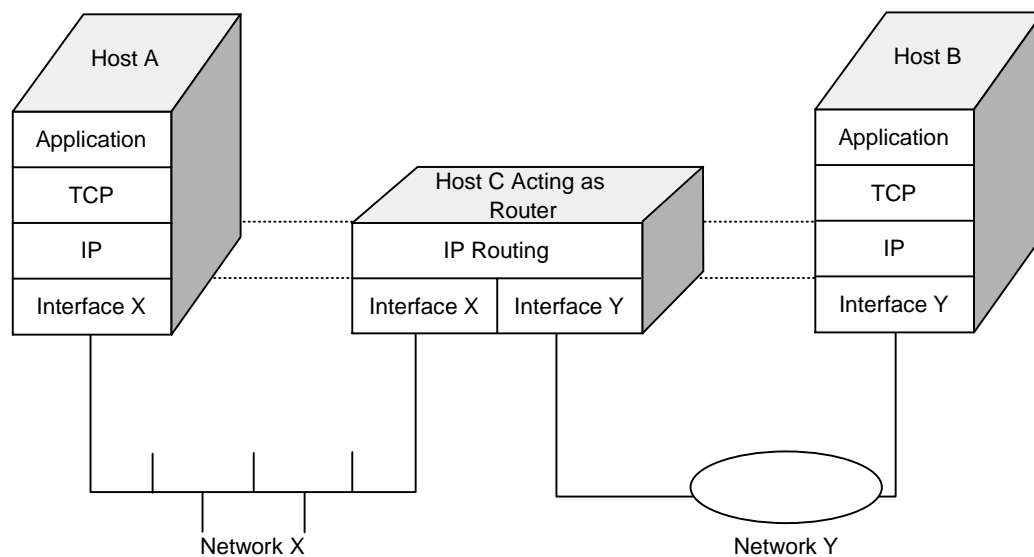 Host A
Application
TCP
IP
Interface X
Host C Acting as
Router
IP Routing
Interface X
Interface Y
Host B
Application
TCP
IP
Interface Y
Network X
Network Y